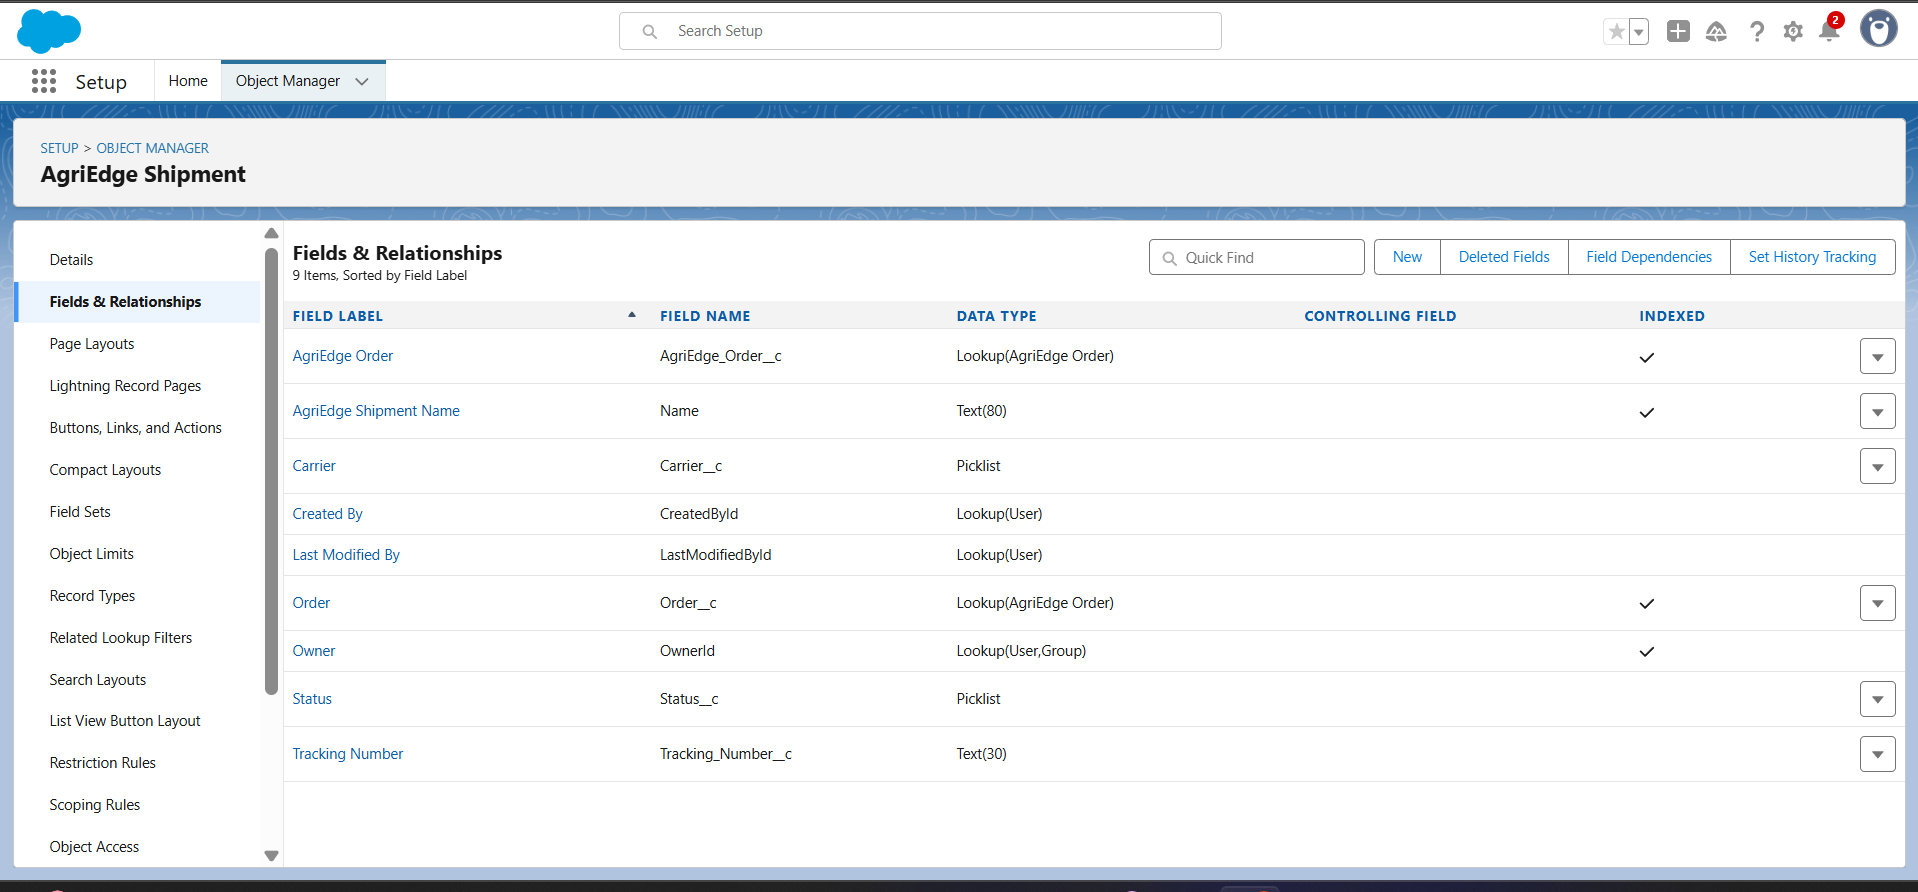 Search Setup
2
Setup
Home
Object Manager
SETUP > OBJECT MANAGER
AgriEdge Shipment
Details
Fields & Relationships
Page Layouts
Lightning Record Pages
Buttons, Links, and Actions
Compact Layouts
Field Sets
Object Limits
Record Types
Related Lookup Filters
Search Layouts
List View Button Layout
Restriction Rules
Scoping Rules
Object Access
Fields & Relationships
9 Items, Sorted by Field Label
Quick Find
New
Deleted Fields
Field Dependencies
Set History Tracking
FIELD LABEL FIELD NAME DATA TYPE CONTROLLING FIELD INDEXED
AgriEdge Order AgriEdge_Order__c Lookup(AgriEdge Order)
AgriEdge Shipment Name Name Text(80)
Carrier Carrier__c Picklist
Created By CreatedById Lookup(User)
Last Modified By LastModifiedById Lookup(User)
Order Order__c Lookup(AgriEdge Order)
Owner OwnerId Lookup(User,Group)
Status Status__c Picklist
Tracking Number Tracking_Number__c Text(30)